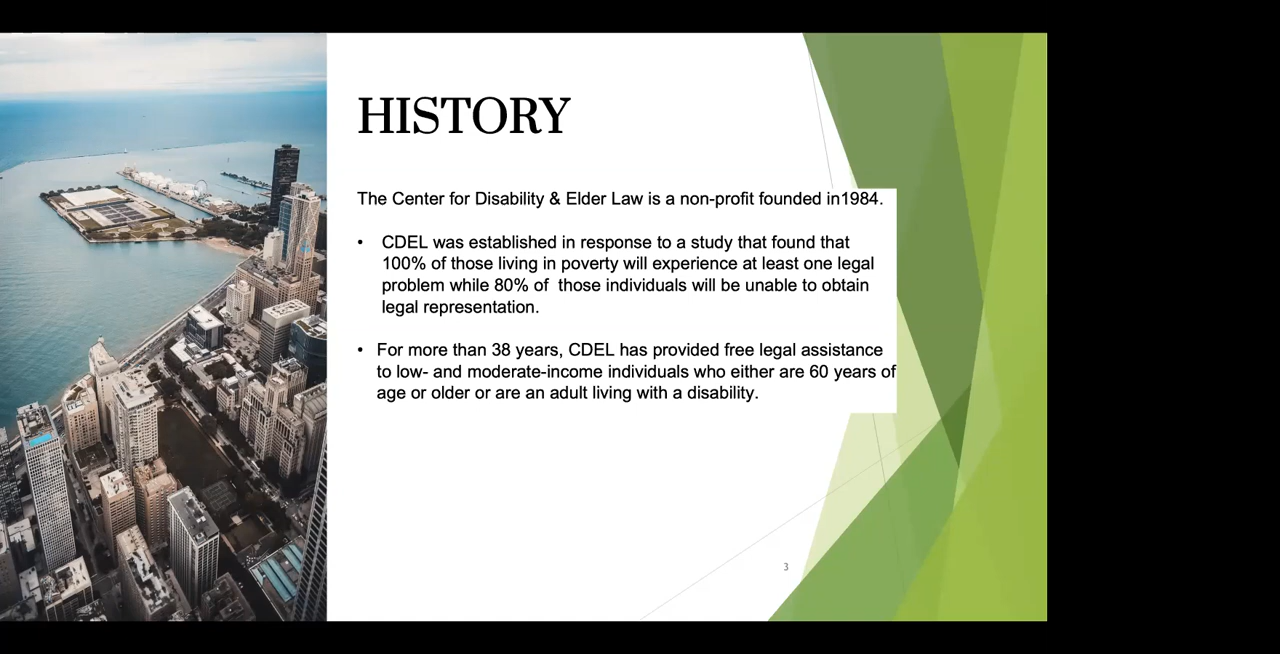 HISTORY
The Center for Disability & Elder Law is a non-profit founded in1984.
• CDEL was established in response to a study that found that
100% of those living in poverty will experience at least one legal
problem while 80% of  those individuals will be unable to obtain
legal representation.
• For more than 38 years, CDEL has provided free legal assistance
to low- and moderate-income individuals who either are 60 years of
age or older or are an adult living with a disability.
3